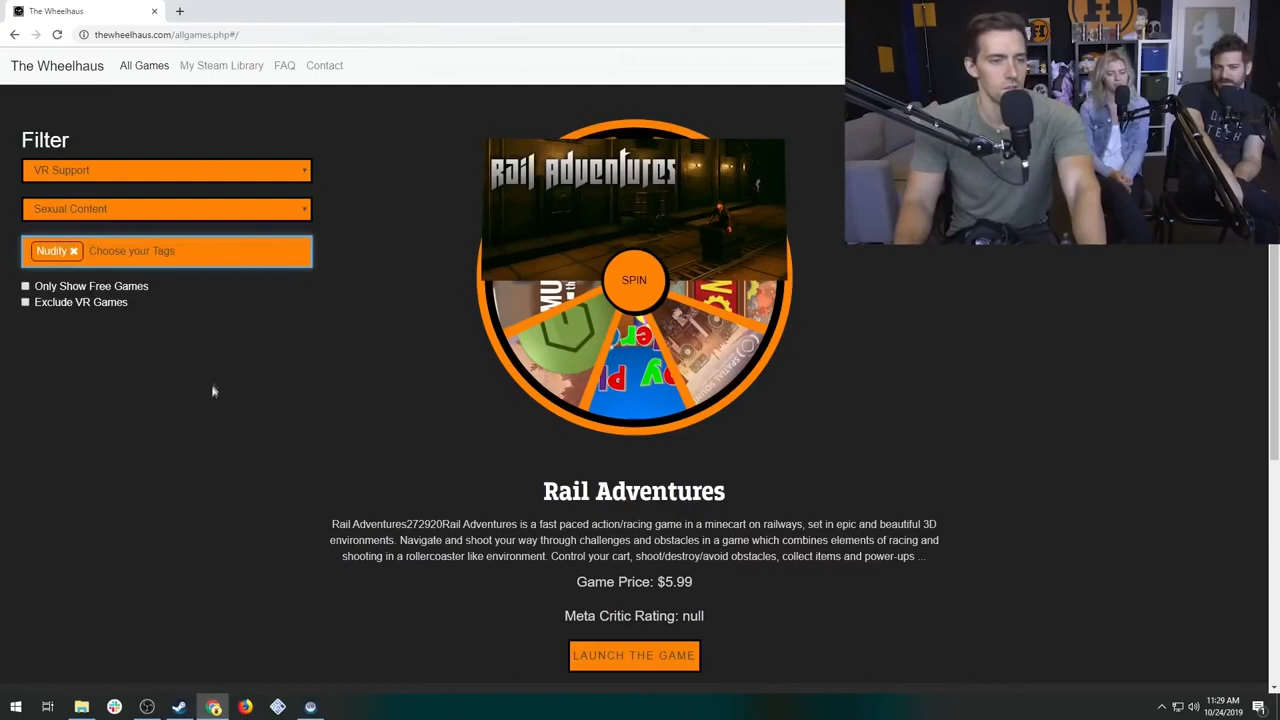 The Wheelhaus
thewheelhaus.com/allgames.php#/
The Wheelhaus All Games My Steam Library FAQ Contact
Filter
VR Support
Sexual Content
Nudity ✖ Choose your Tags
Only Show Free Games
Exclude VR Games
Rail Adventures
SPIN
Rail Adventures
Rail Adventures272920Rail Adventures is a fast paced action/racing game in a minecart on railways, set in epic and beautiful 3D
environments. Navigate and shoot your way through challenges and obstacles in a game which combines elements of racing and
shooting in a rollercoaster like environment. Control your cart, shoot/destroy/avoid obstacles, collect items and power-ups ...
Game Price: $5.99
Meta Critic Rating: null
LAUNCH THE GAME
11:29 AM
10/24/2019